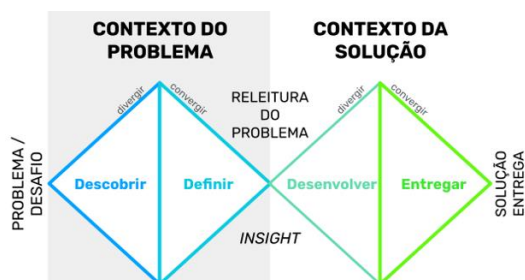 CONTEXTO DO
PROBLEMA
CONTEXTO DA
SOLUÇÃO
divergir
convergir
RELEITURA
DO
PROBLEMA
divergir
convergir
PROBLEMA /
DESAFIO
Descobrir
Definir
Desenvolver
Entregar
SOLUÇÃO
ENTREGA
INSIGHT